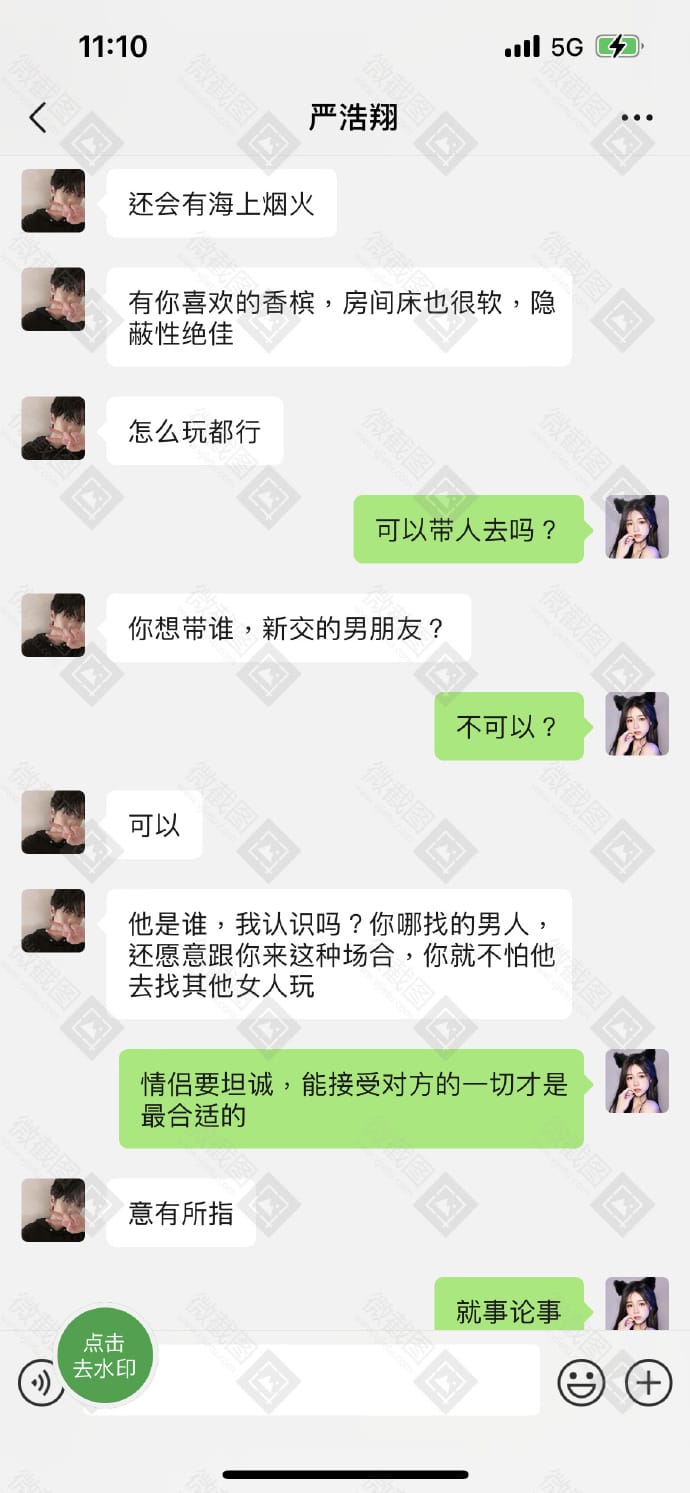 11:10
5G
严浩翔
还会有海上烟火
有你喜欢的香槟，房间床也很软，隐
蔽性绝佳
怎么玩都行
可以带人去吗？
你想带谁，新交的男朋友？
不可以？
可以
他是谁，我认识吗？你哪找的男人，
还愿意跟你来这种场合，你就不怕他
去找其他女人玩
情侣要坦诚，能接受对方的一切才是
最合适的
意有所指
就事论事
点击
去水印
微截图